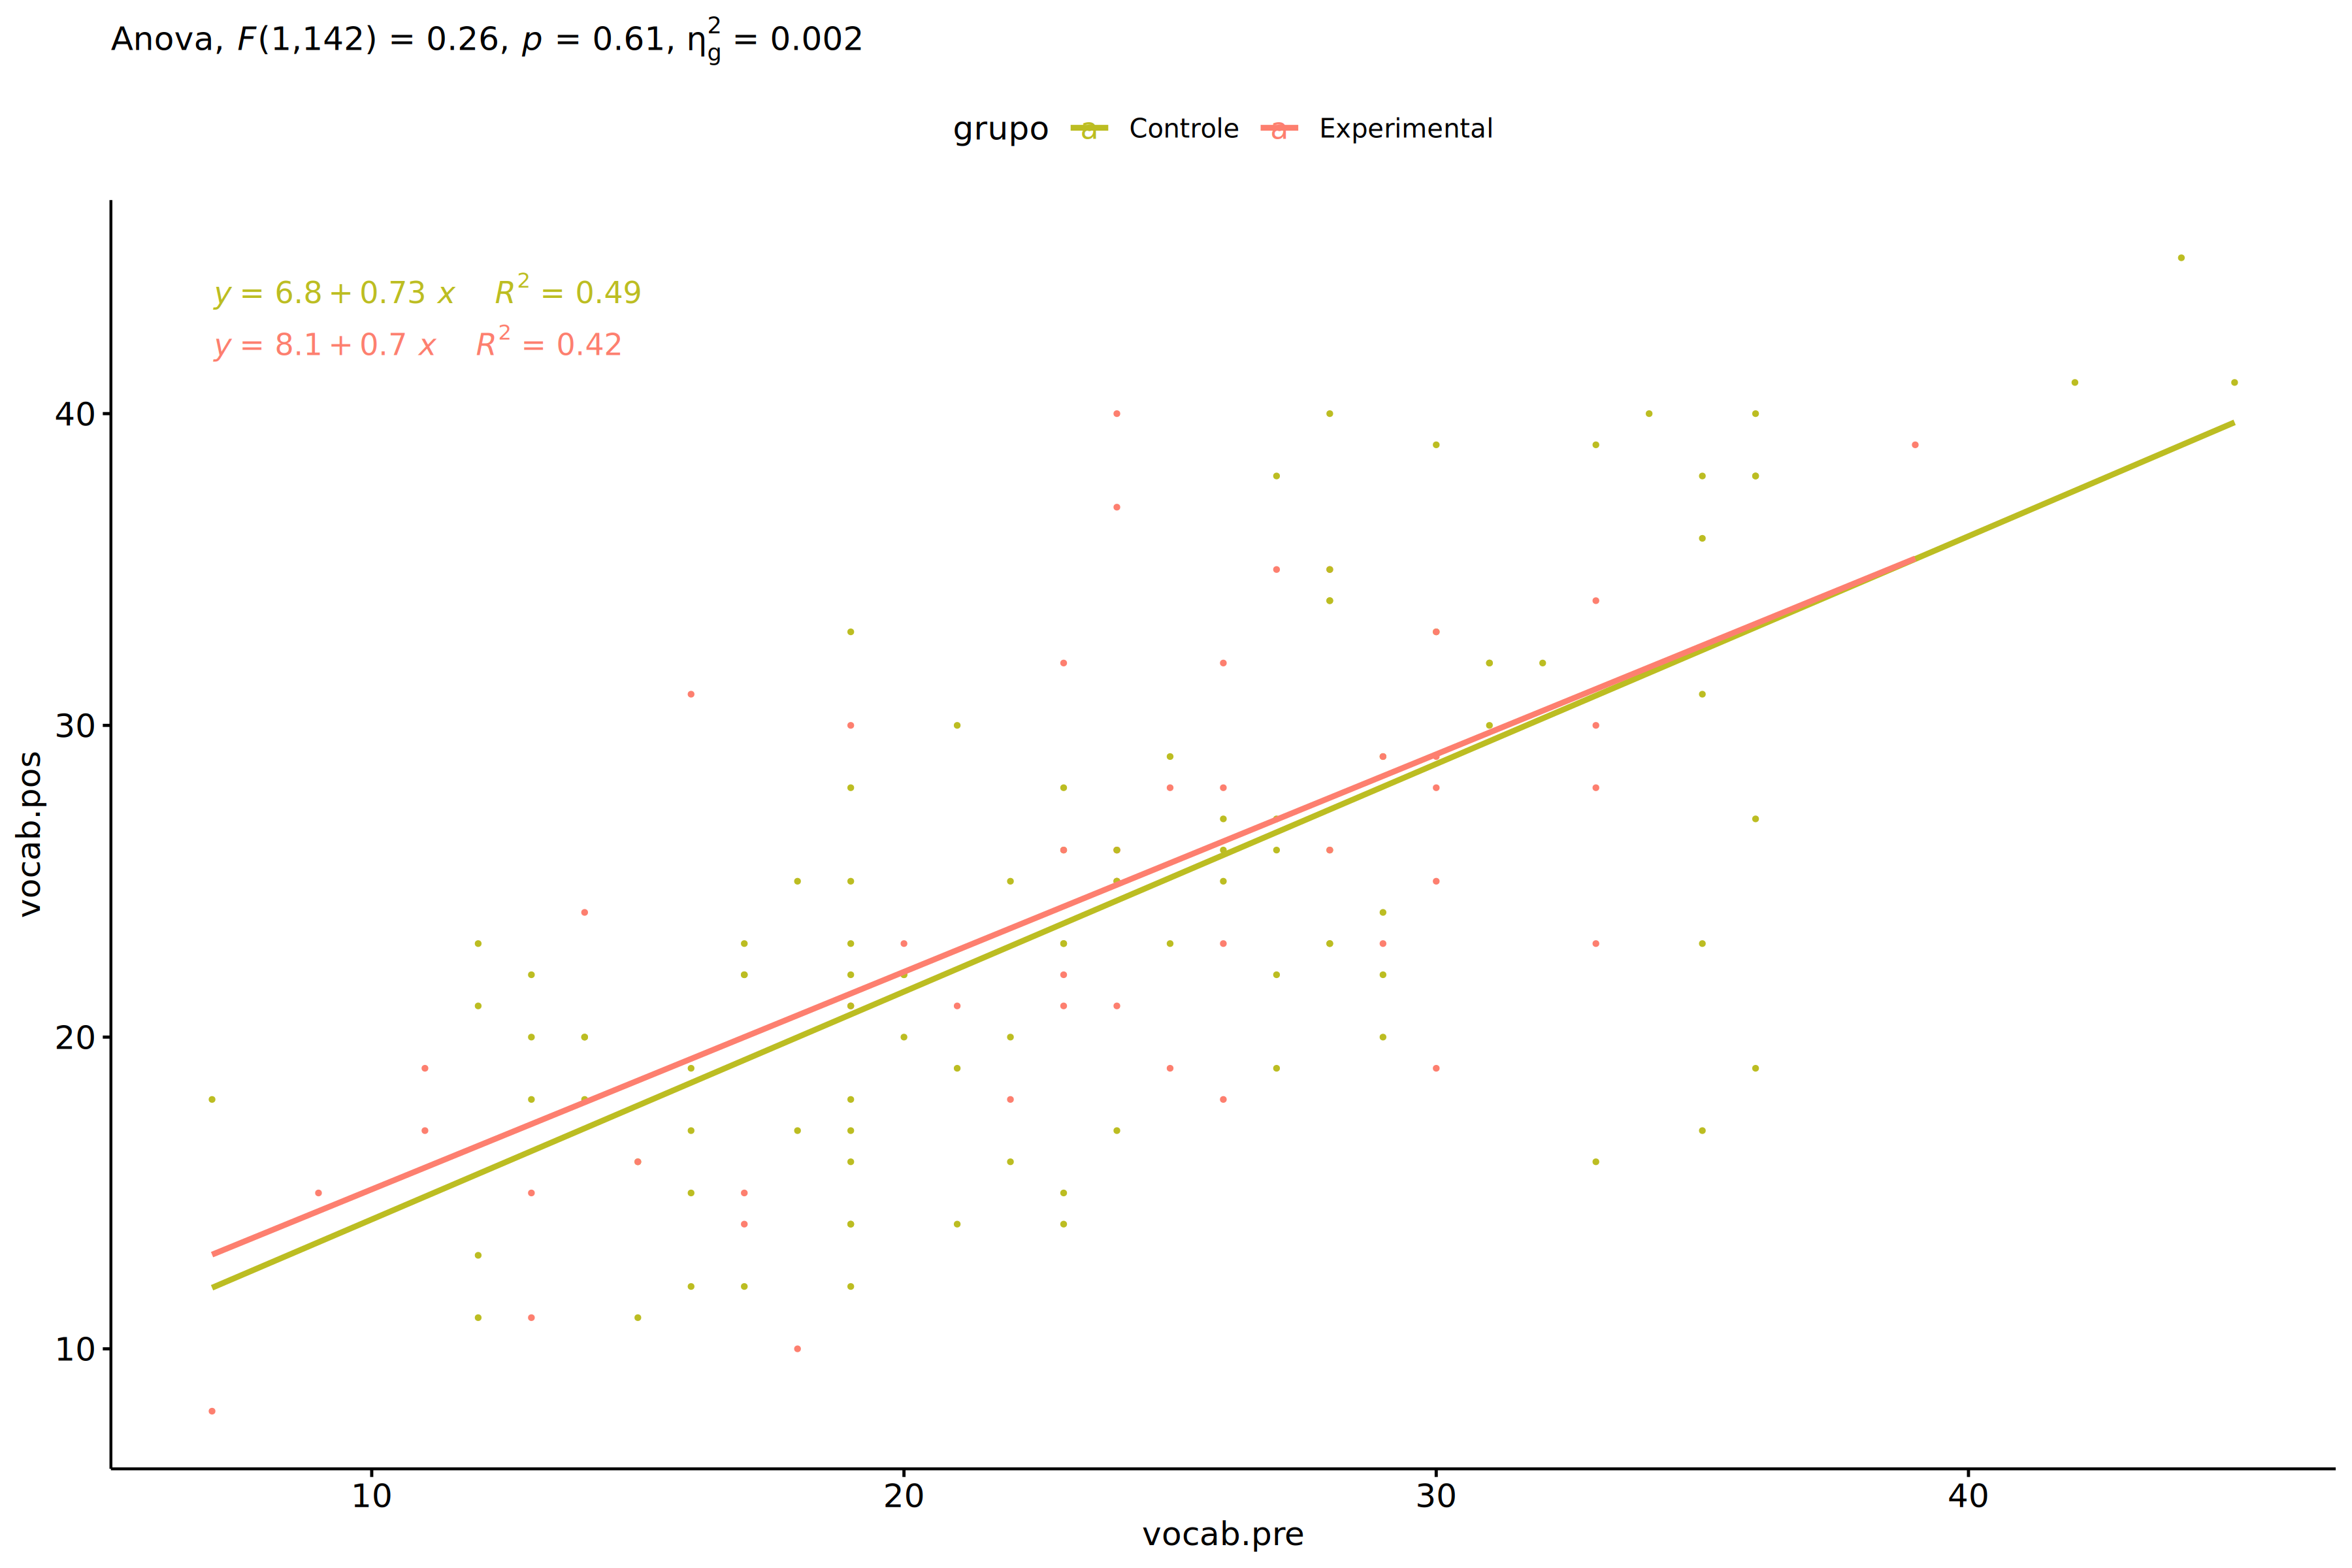 Anova, F(1,142) = 0.26, p = 0.61, η²g = 0.002
grupo a Controle a Experimental
y = 6.8 + 0.73 x R² = 0.49
y = 8.1 + 0.7 x R² = 0.42
40
30
20
10
vocab.pos
10 20 30 40
vocab.pre